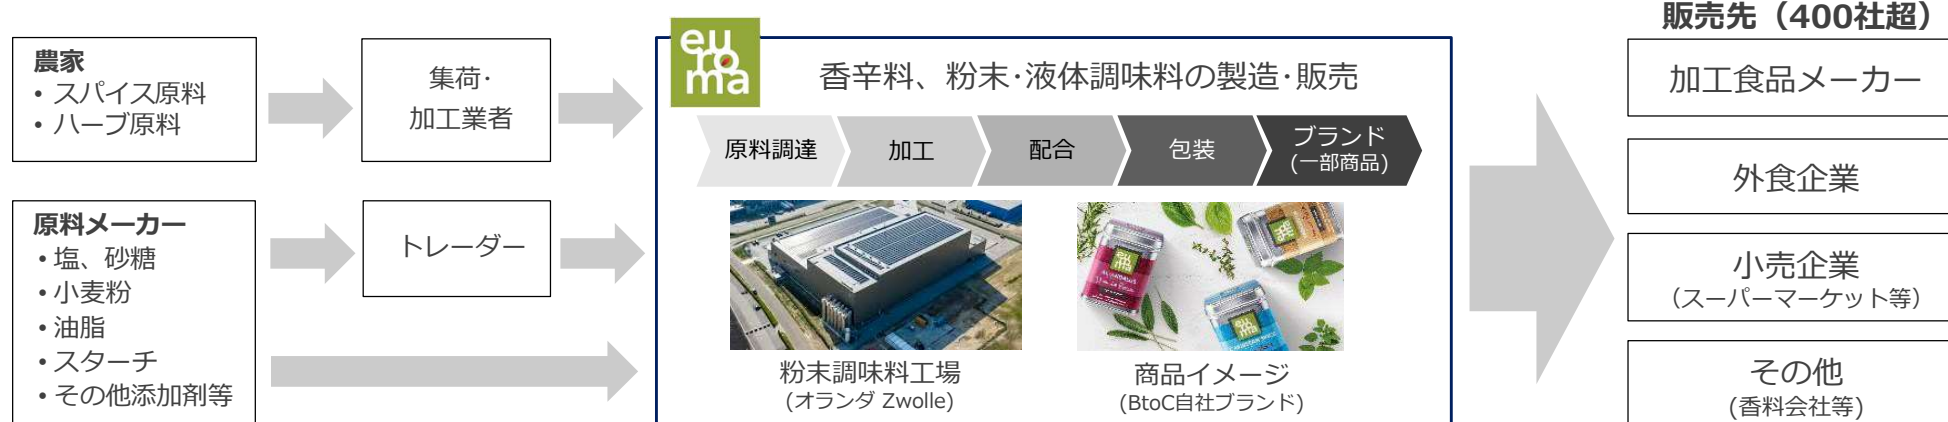 農家
• スパイス原料
• ハーブ原料
集荷･
加工業者
原料メーカー
• 塩、砂糖
• 小麦粉
• 油脂
• スターチ
• その他添加剤等
トレーダー
eu
ro
ma
香辛料、粉末･液体調味料の製造･販売
原料調達
加工
配合
包装
ブランド
(一部商品)
eu
ro
ma
粉末調味料工場
(オランダ Zwolle)
商品イメージ
(BtoC自社ブランド)
販売先（400社超）
加工食品メーカー
外食企業
小売企業
（スーパーマーケット等）
その他
(香料会社等)